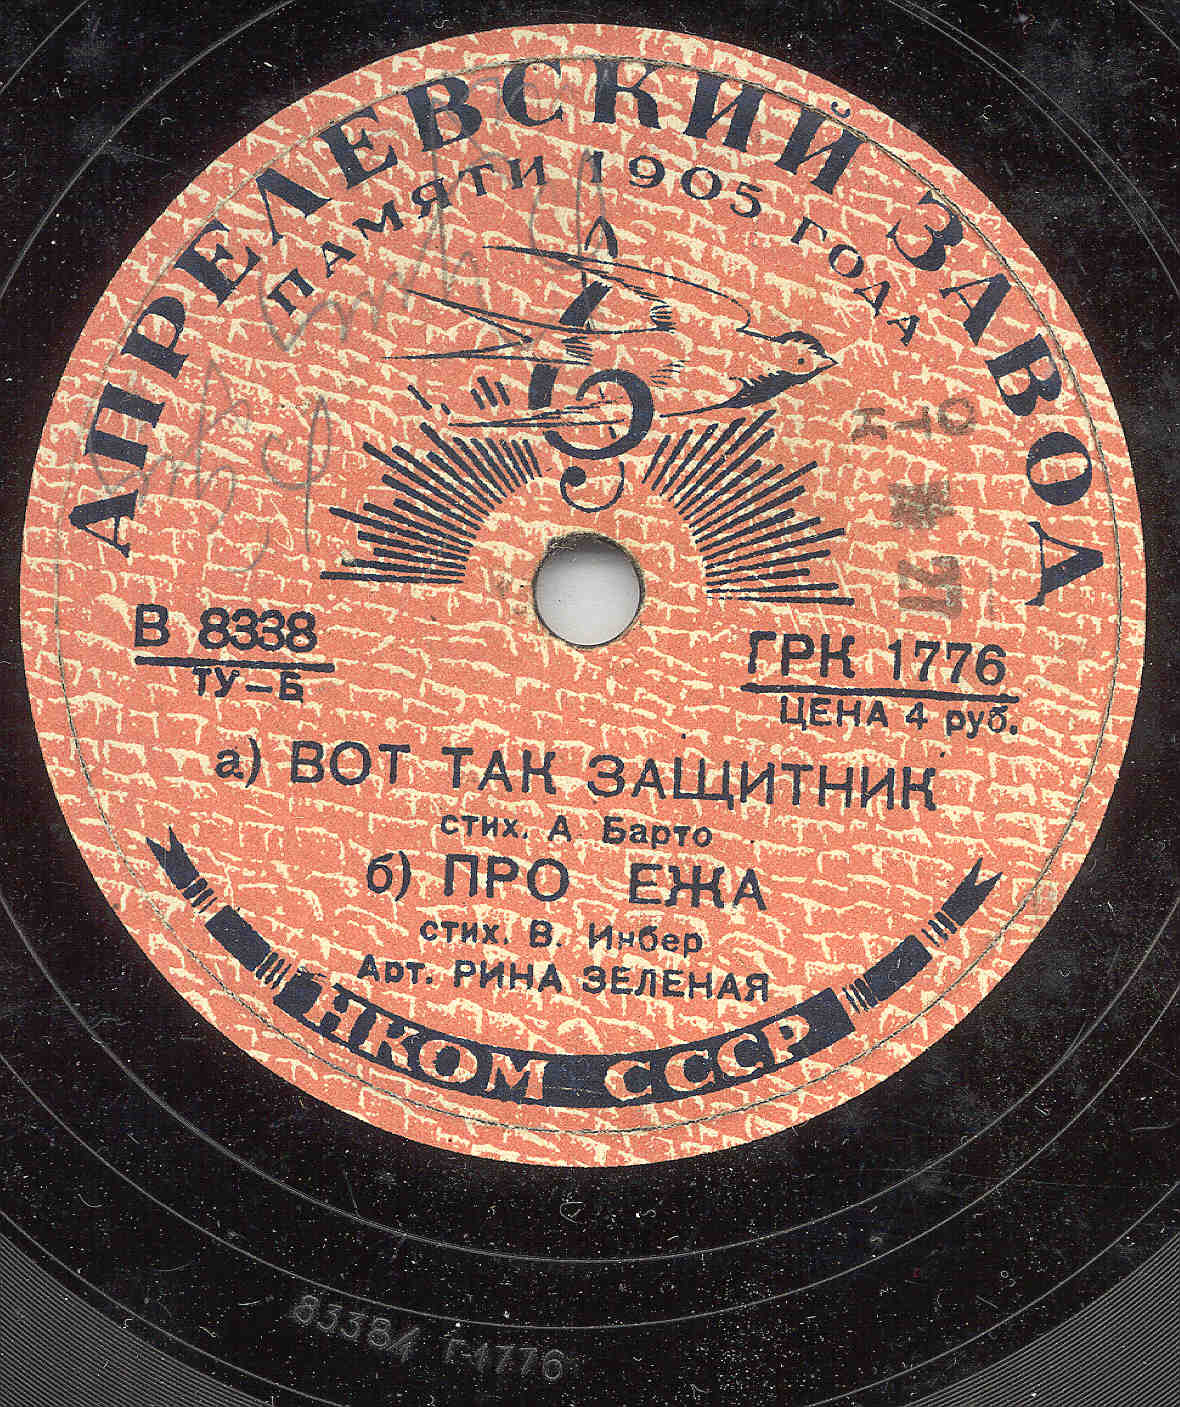 АПРЕЛЕВСКИЙ ЗАВОД
ПАМЯТИ 1905 ГОДА
В 8338
ТУ-Б
ГРК 1776
ЦЕНА 4 руб.
а) ВОТ ТАК ЗАЩИТНИК
стих. А. Барто
б) ПРО ЕЖА
стих. В. Инбер
Арт. РИНА ЗЕЛЕНАЯ
НКОМ СССР
83384 Г-1776